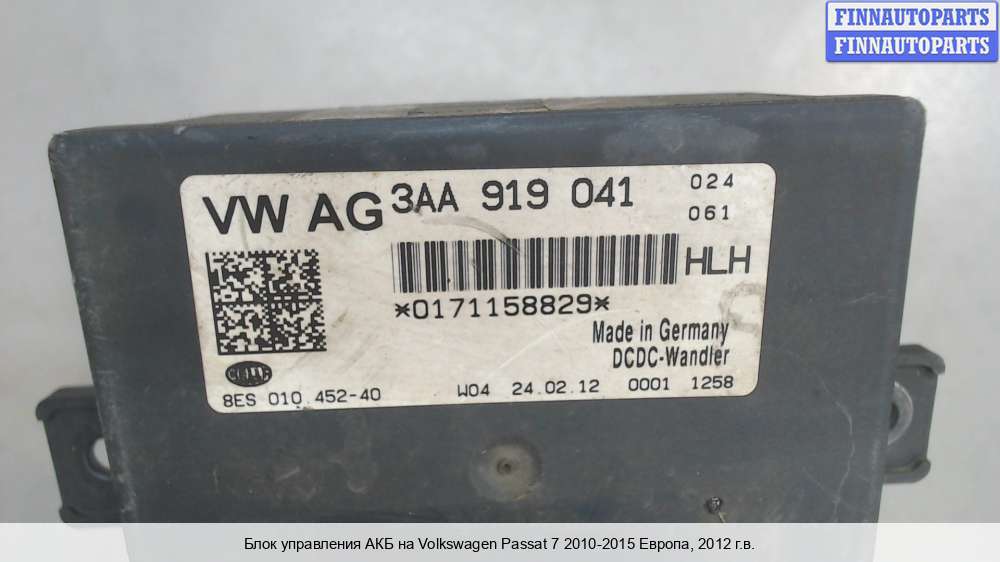 FINNAUTOPARTS
FINNAUTOPARTS
VW AG 3AA 919 041 024
061
HLH
*0171158829*
Made in Germany
DCDC-Wandler
HELLA
8ES 010 452-40 W04 24.02.12 0001 1258
Блок управления АКБ на Volkswagen Passat 7 2010-2015 Европа, 2012 г.в.